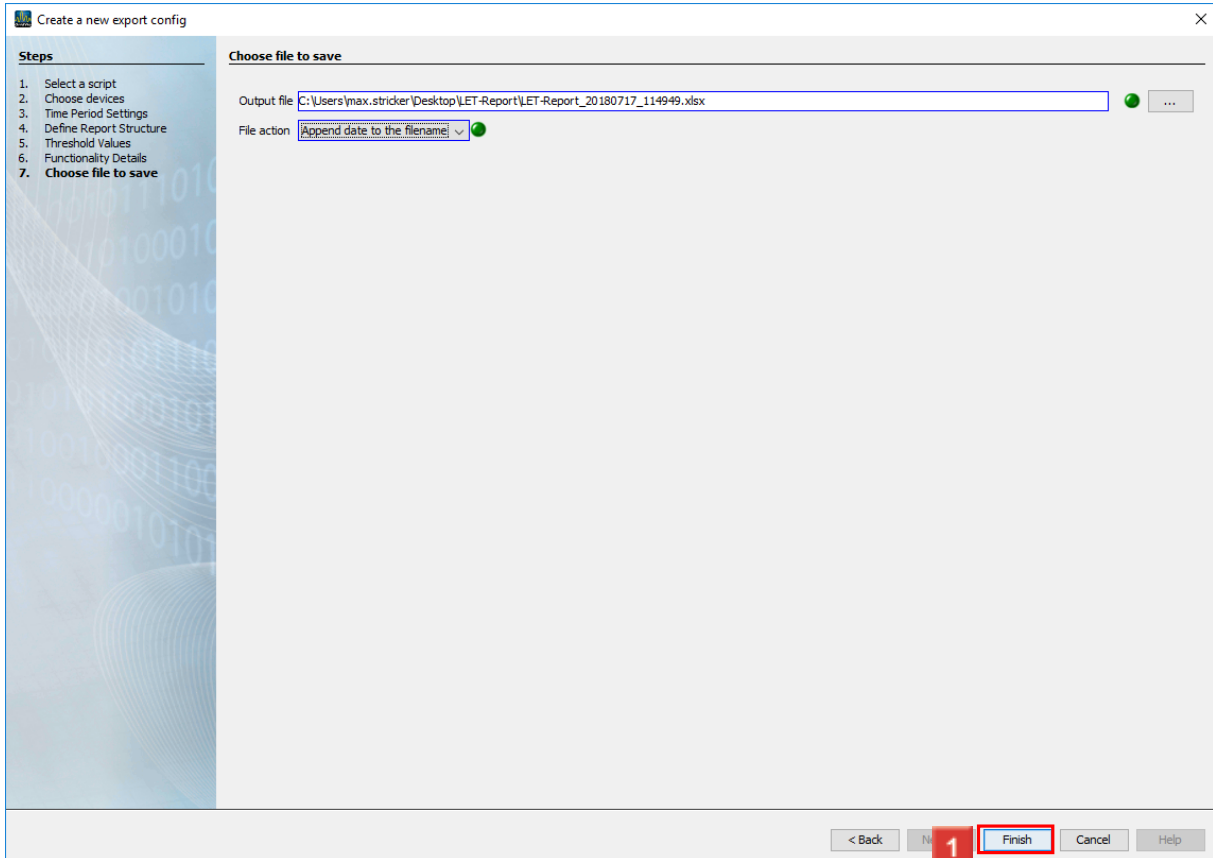 Create a new export config
Steps
1. Select a script
2. Choose devices
3. Time Period Settings
4. Define Report Structure
5. Threshold Values
6. Functionality Details
7. Choose file to save
Choose file to save
Output file C:\Users\max.stricker\Desktop\LET-Report\LET-Report_20180717_114949.xlsx ...
File action Append date to the filename
< Back 1 Finish Cancel Help